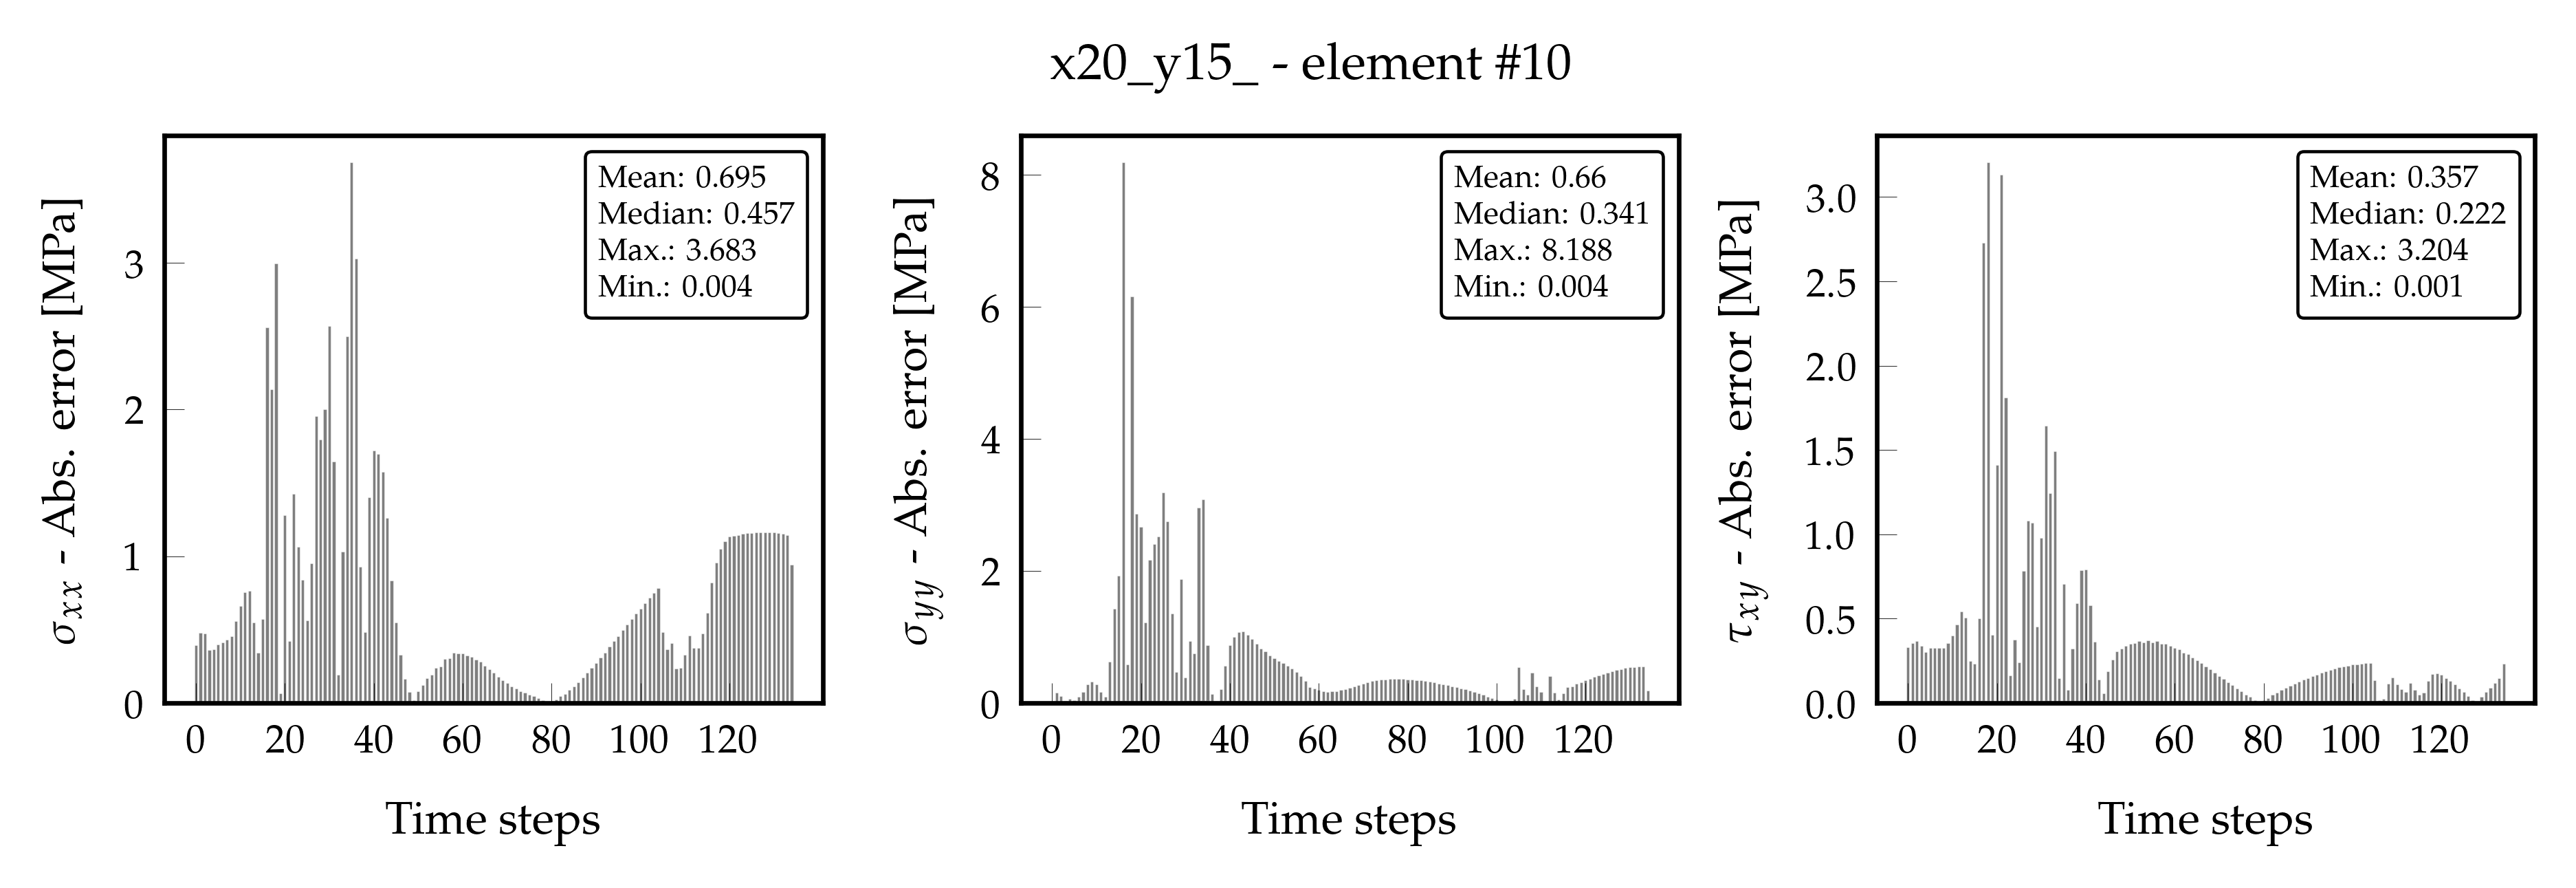 x20_y15_ - element #10
σxx - Abs. error [MPa]
3
2
1
0
0 20 40 60 80 100 120
Time steps
Mean: 0.695
Median: 0.457
Max.: 3.683
Min.: 0.004
σyy - Abs. error [MPa]
8
6
4
2
0
0 20 40 60 80 100 120
Time steps
Mean: 0.66
Median: 0.341
Max.: 8.188
Min.: 0.004
τxy - Abs. error [MPa]
3.0
2.5
2.0
1.5
1.0
0.5
0.0
0 20 40 60 80 100 120
Time steps
Mean: 0.357
Median: 0.222
Max.: 3.204
Min.: 0.001